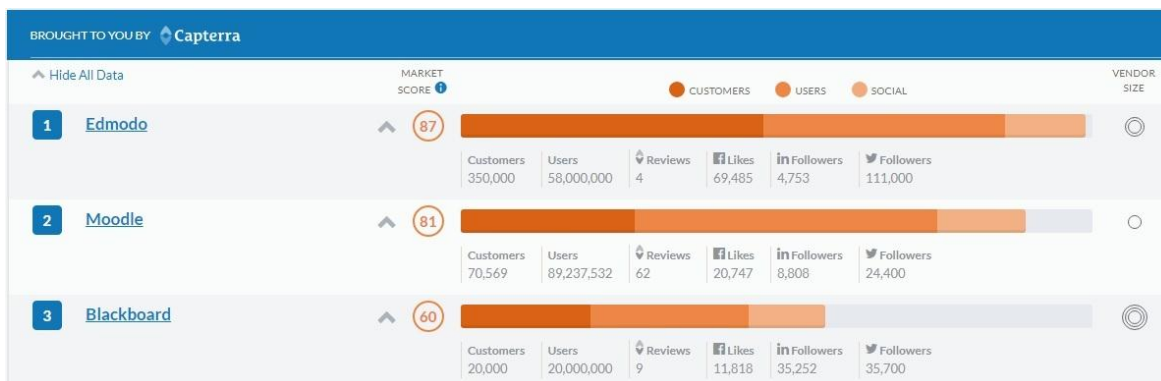 BROUGHT TO YOU BY Capterra
Hide All Data
MARKET SCORE
CUSTOMERS USERS SOCIAL
VENDOR SIZE
1 Edmodo 87
Customers Users Reviews Likes in Followers Followers
350,000 58,000,000 4 69,485 4,753 111,000
2 Moodle 81
Customers Users Reviews Likes in Followers Followers
70,569 89,237,532 62 20,747 8,808 24,400
3 Blackboard 60
Customers Users Reviews Likes in Followers Followers
20,000 20,000,000 9 11,818 35,252 35,700